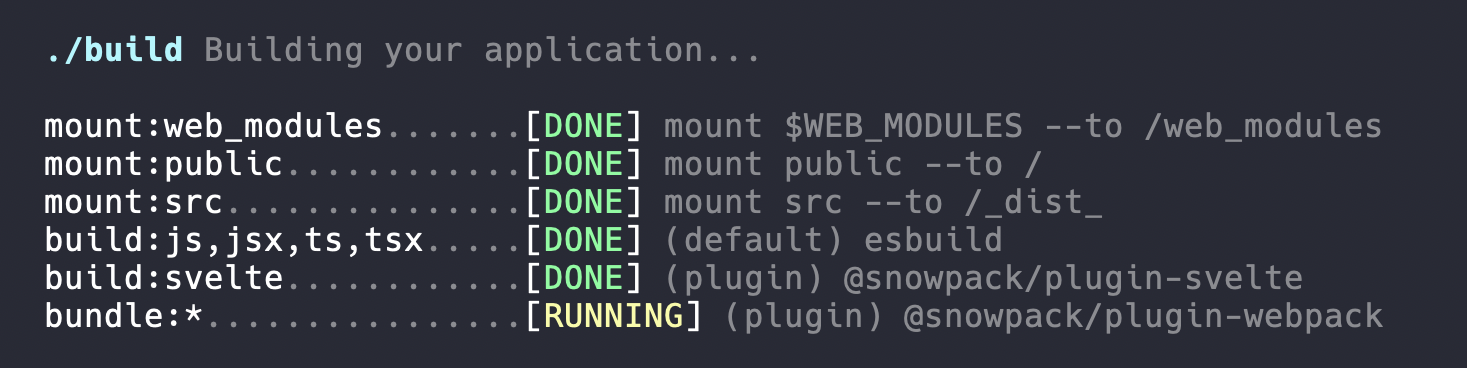 ./build Building your application...
mount:web_modules.......[DONE] mount $WEB_MODULES --to /web_modules
mount:public............[DONE] mount public --to /
mount:src...............[DONE] mount src --to /_dist_
build:js,jsx,ts,tsx.....[DONE] (default) esbuild
build:svelte............[DONE] (plugin) @snowpack/plugin-svelte
bundle:*................[RUNNING] (plugin) @snowpack/plugin-webpack